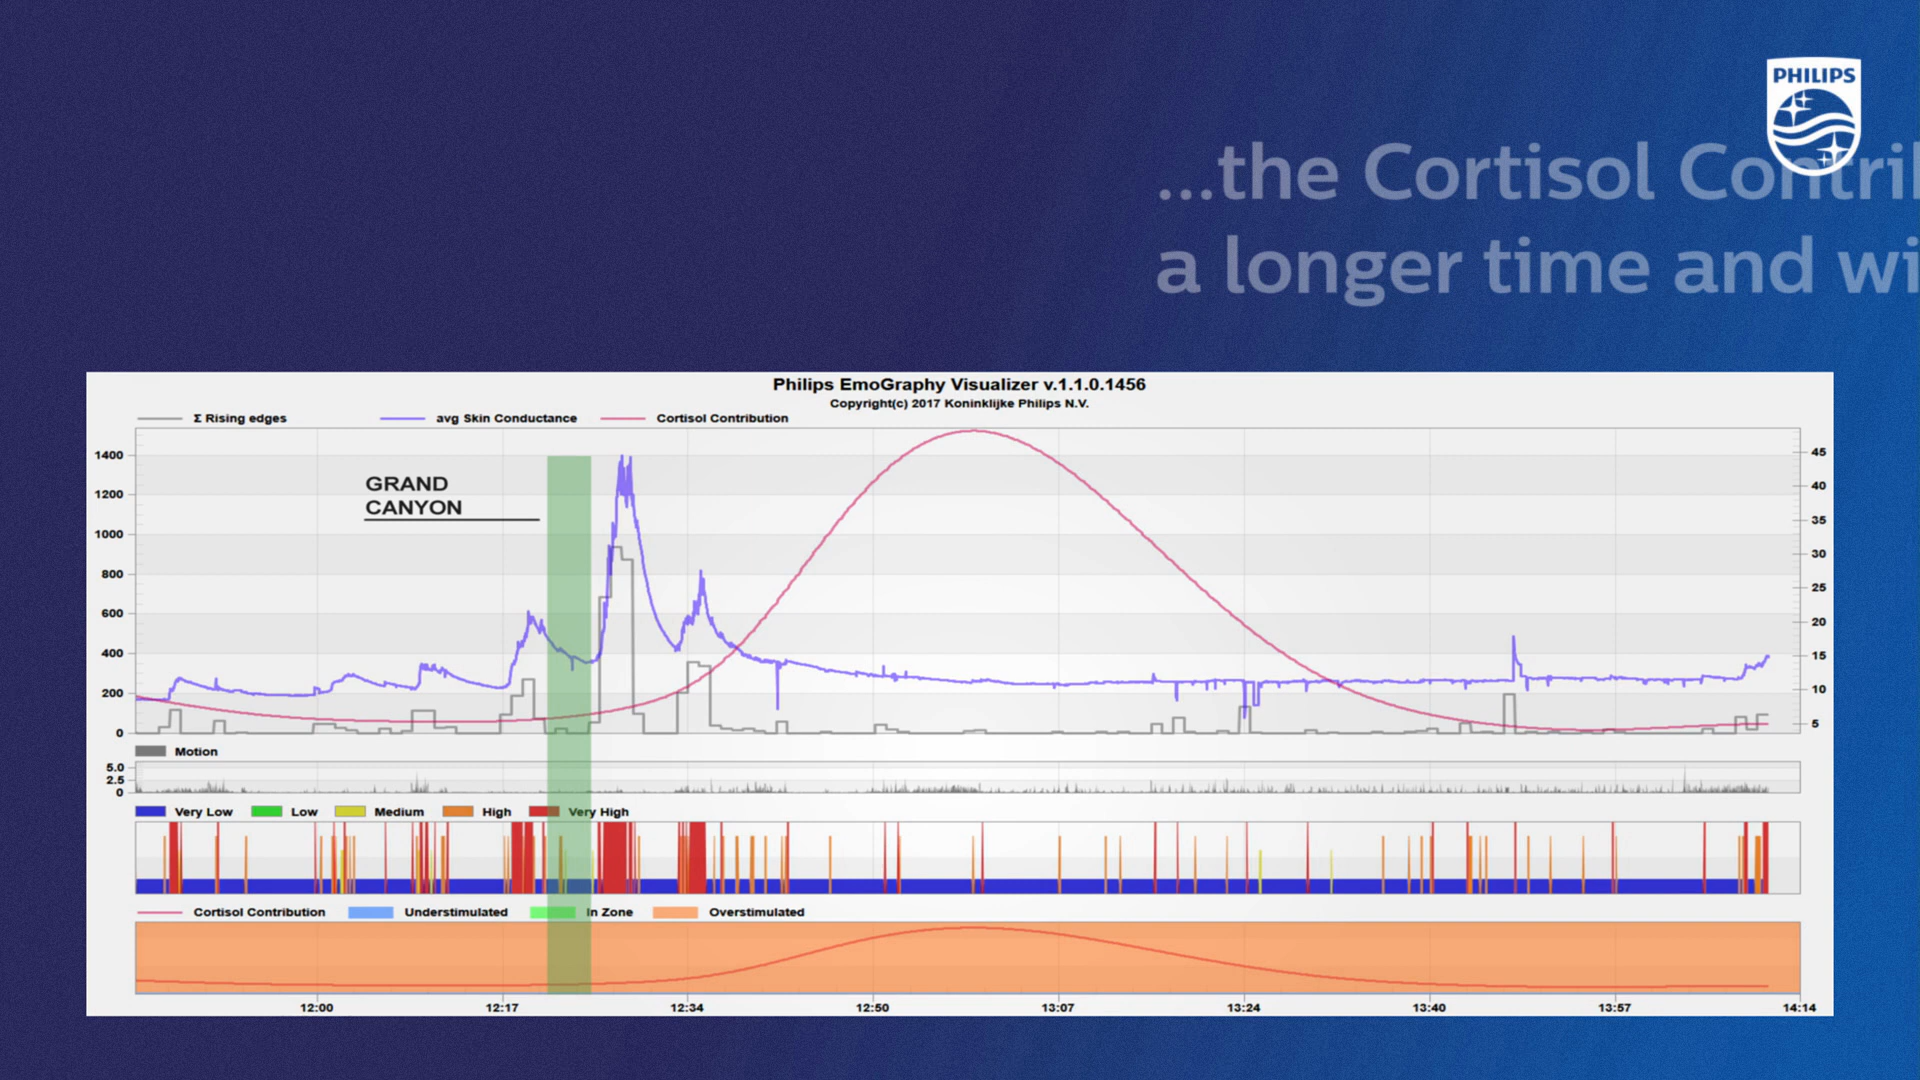 PHILIPS
...the Cortisol
a longer time and
Philips EmoGraphy Visualizer v.1.1.0.1456
Copyright(c) 2017 Koninklijke Philips N.V.
Σ Rising edges avg Skin Conductance Cortisol Contribution
GRAND
CANYON
1400
1200
1000
800
600
400
200
0
45
40
35
30
25
20
15
10
5
Motion
5.0
2.5
0
Very Low Low Medium High Very High
Cortisol Contribution Understimulated In Zone Overstimulated
12:00 12:17 12:34 12:50 13:07 13:24 13:40 13:57 14:14